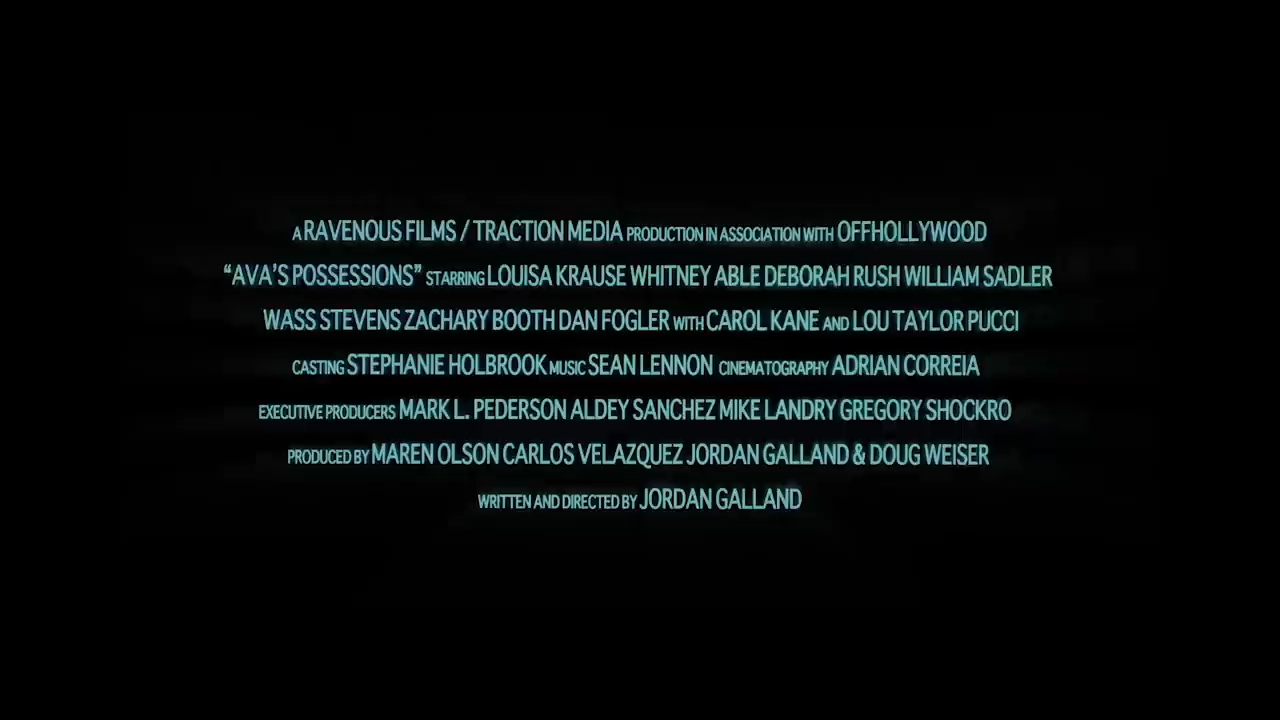 A RAVENOUS FILMS / TRACTION MEDIA PRODUCTION IN ASSOCIATION WITH OFFHOLLYWOOD
“AVA’S POSSESSIONS” STARRING LOUISA KRAUSE WHITNEY ABLE DEBORAH RUSH WILLIAM SADLER
WASS STEVENS ZACHARY BOOTH DAN FOGLER WITH CAROL KANE AND LOU TAYLOR PUCCI
CASTING STEPHANIE HOLBROOK MUSIC SEAN LENNON CINEMATOGRAPHY ADRIAN CORREIA
EXECUTIVE PRODUCERS MARK L. PEDERSON ALDEY SANCHEZ MIKE LANDRY GREGORY SHOCKRO
PRODUCED BY MAREN OLSON CARLOS VELAZQUEZ JORDAN GALLAND & DOUG WEISER
WRITTEN AND DIRECTED BY JORDAN GALLAND